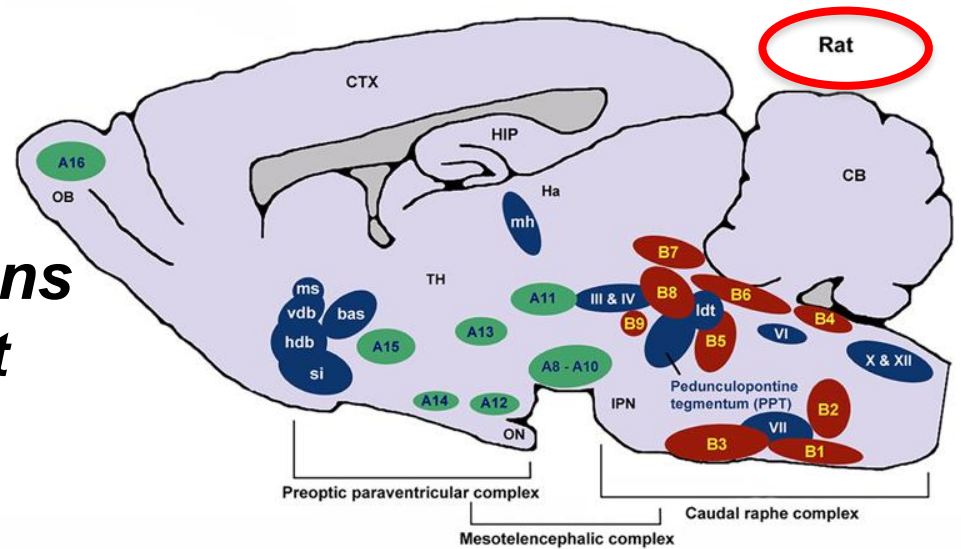 Rat
CTX
HIP
A16
OB
CB
Ha
mh
B7
TH
ms
vdb
bas
hdb
si
A11
III & IV
B8
B6
ldt
B9
B5
B4
VI
A13
A15
A8 - A10
X & XII
Pedunculopontine
tegmentum (PPT)
A14
A12
IPN
B2
VII
ON
B3
B1
ns
t
Preoptic paraventricular complex
Caudal raphe complex
Mesotelencephalic complex